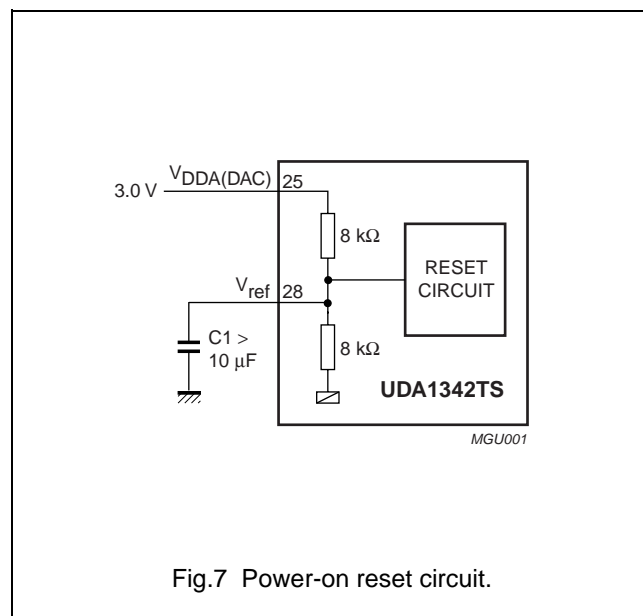 3.0 V
VDDA(DAC)
25
8 kΩ
RESET
CIRCUIT
Vref
28
C1 >
10 μF
8 kΩ
UDA1342TS
MGU001
Fig.7 Power-on reset circuit.